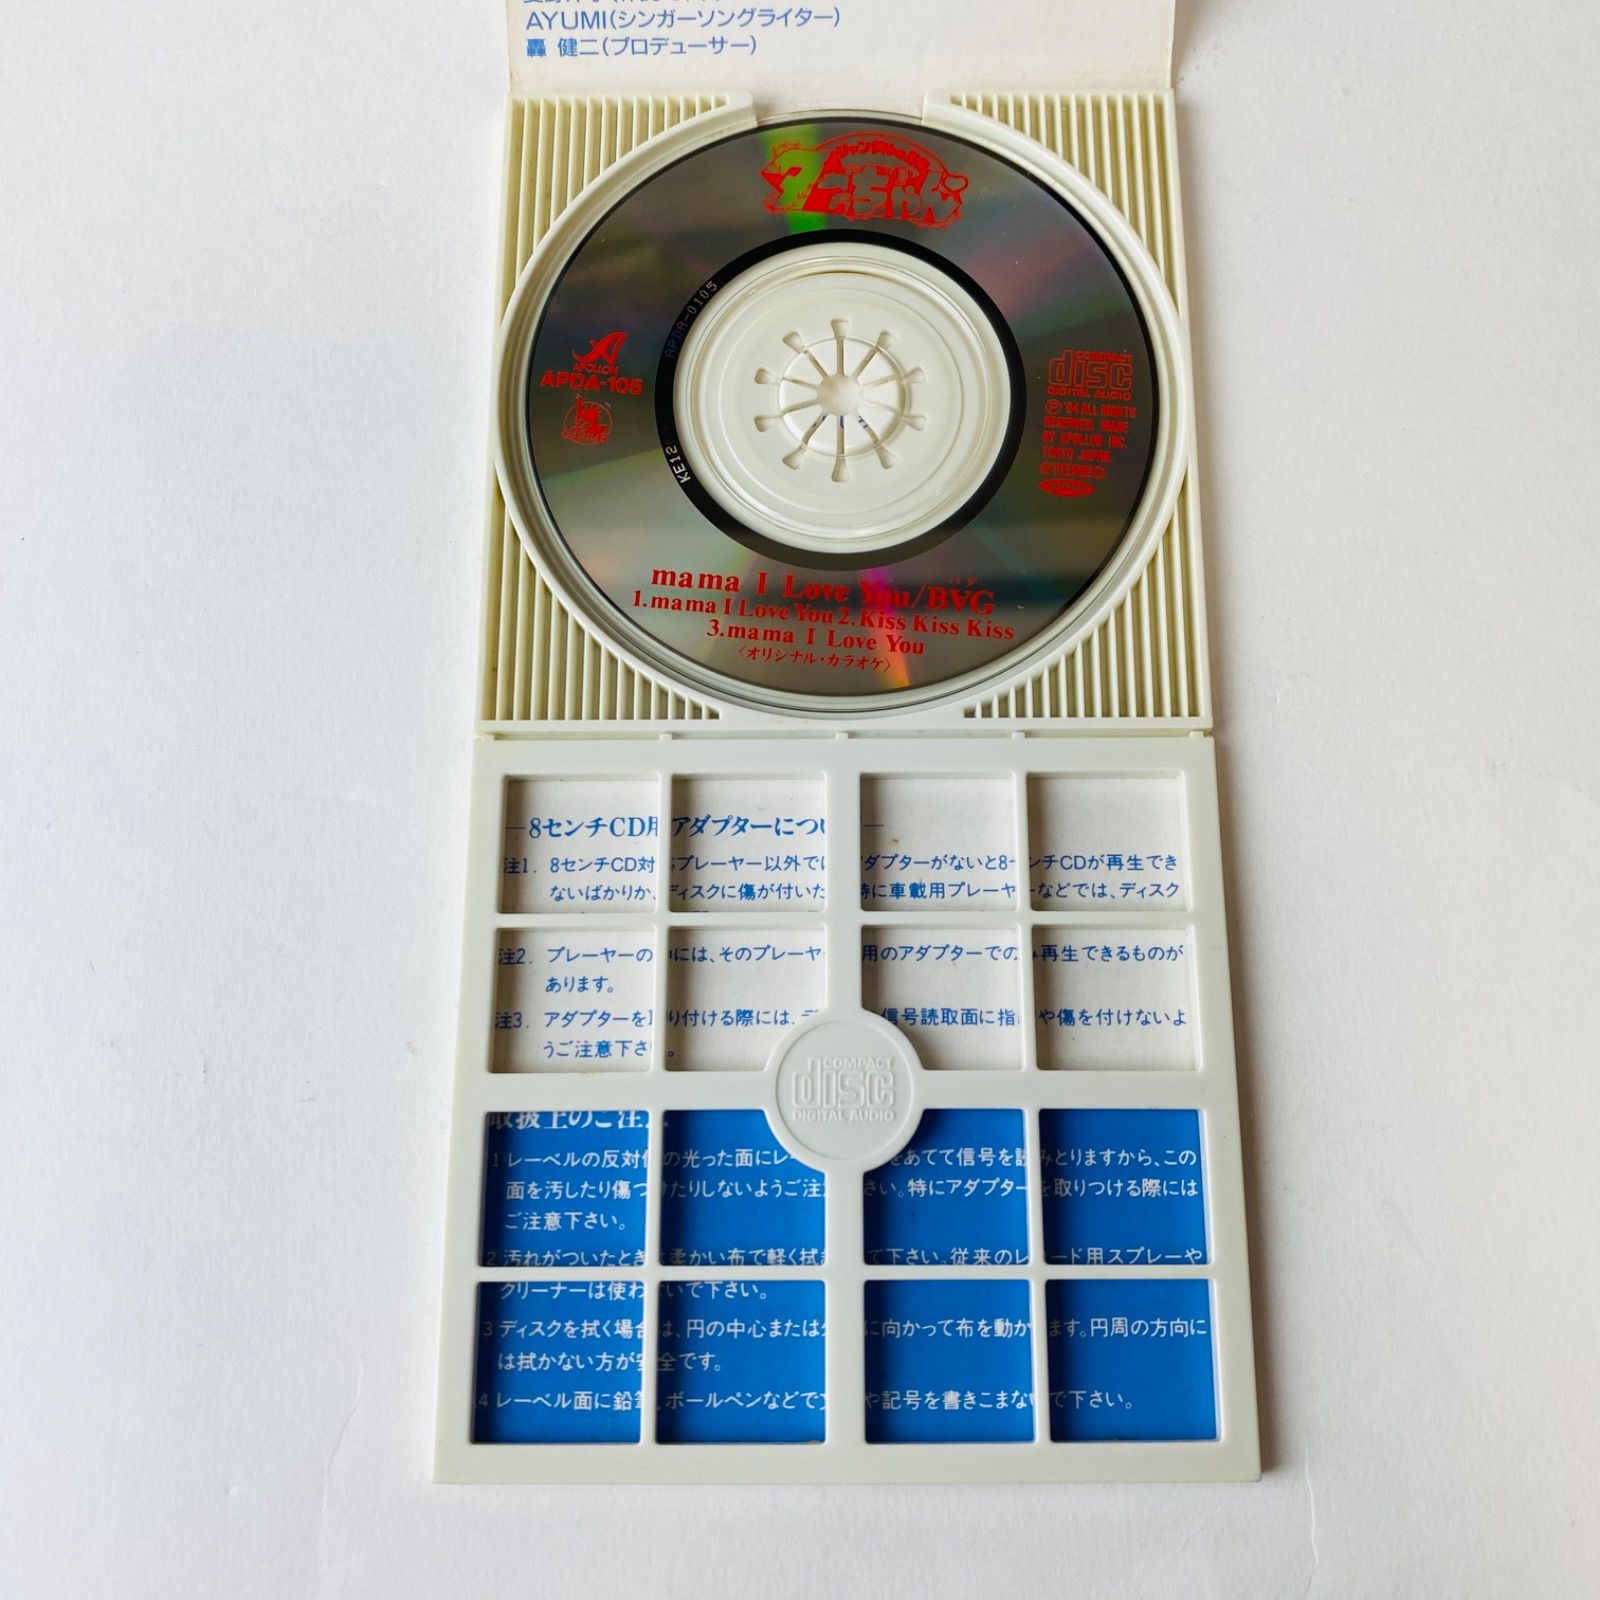 AYUMI(シンガーソングライター)
轟 健二(プロデューサー)
ターちゃん
APDA-0105
KE12
APOLLON
APDA-105
COMPACT
disc
DIGITAL AUDIO
Ⓟ'94 ALL RIGHTS
RESERVED. MADE
BY APOLLON INC.
TOKYO JAPAN.
STEREO
バグ
mama I Love You/BVG
1.mama I Love You 2.Kiss Kiss Kiss
3.mama I Love You
〈オリジナル・カラオケ〉
8センチCD用アダプターについ
注1. 8センチCD対 プレーヤー以外では ダプターがないと8 ンチCDが再生でき
ないばかりか、ディスクに傷が付いた 特に車載用プレーヤーなどでは、ディスク
注2. プレーヤーの には、そのプレーヤ 用のアダプターでの 再生できるものが
あります。
注3. アダプターを取り付ける際には、 信号読取面に指 や傷を付けないよ
うご注意下さい。
COMPACT
disc
DIGITAL AUDIO
取扱上のご注
1 レーベルの反対側の光った面にレー をあてて信号を読みとりますから、この
面を汚したり傷つけたりしないようご注 さい。特にアダプターを取りつける際には
ご注意下さい。
2 汚れがついたとき 柔かい布で軽く拭 て下さい。従来のレコード用スプレーや
クリーナーは使わないで下さい。
3 ディスクを拭く場合は、円の中心または に向かって布を動か ます。円周の方向に
は拭かない方が安全です。
4 レーベル面に鉛筆、ボールペンなどで や記号を書きこまないで下さい。